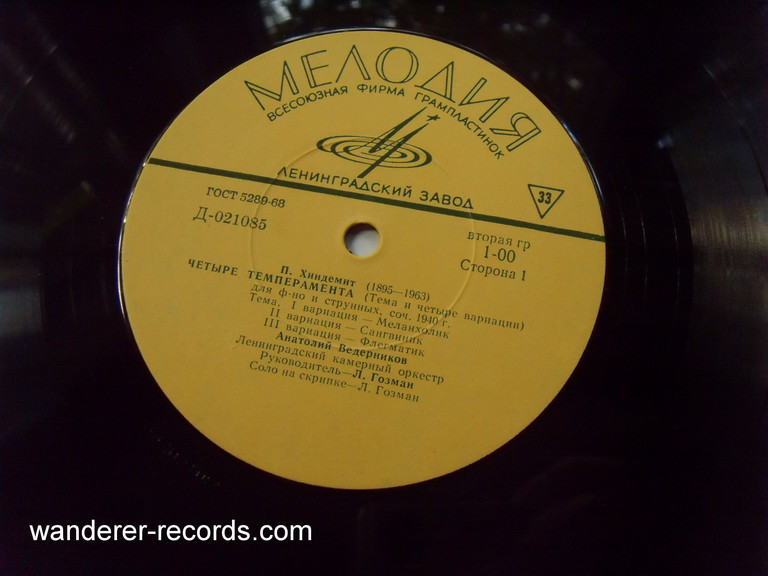 МЕЛОДИЯ
ВСЕСОЮЗНАЯ ФИРМА ГРАМПЛАСТИНОК
ЛЕНИНГРАДСКИЙ ЗАВОД
33
ГОСТ 5289-68
Д-021085
вторая гр
1-00
Сторона 1
П. Хиндемит (1895—1963)
ЧЕТЫРЕ ТЕМПЕРАМЕНТА (Тема и четыре вариации)
для ф-но и струнных, соч. 1940 г.
Тема. I вариация — Меланхолик
II вариация — Сангвиник
III вариация — Флегматик
Анатолий Ведерников
Ленинградский камерный оркестр
Руководитель—Л. Гозман
Соло на скрипке—Л. Гозман
wanderer-records.com